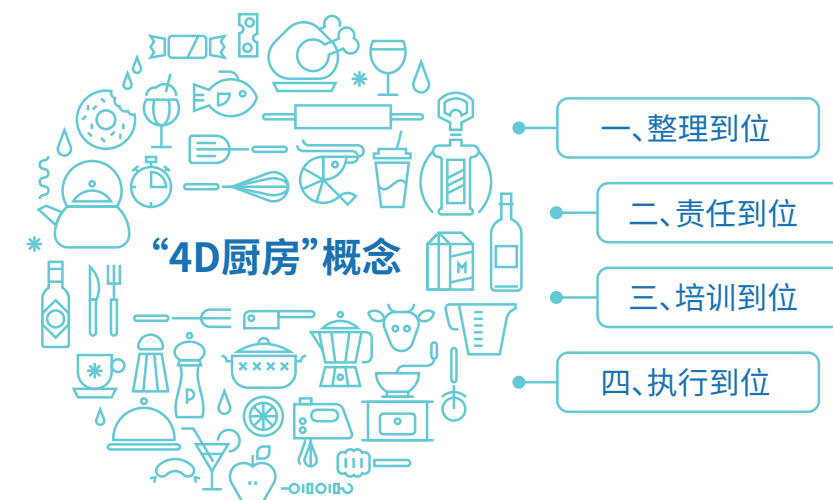 “4D厨房”概念
一、整理到位
二、责任到位
三、培训到位
四、执行到位
M
P